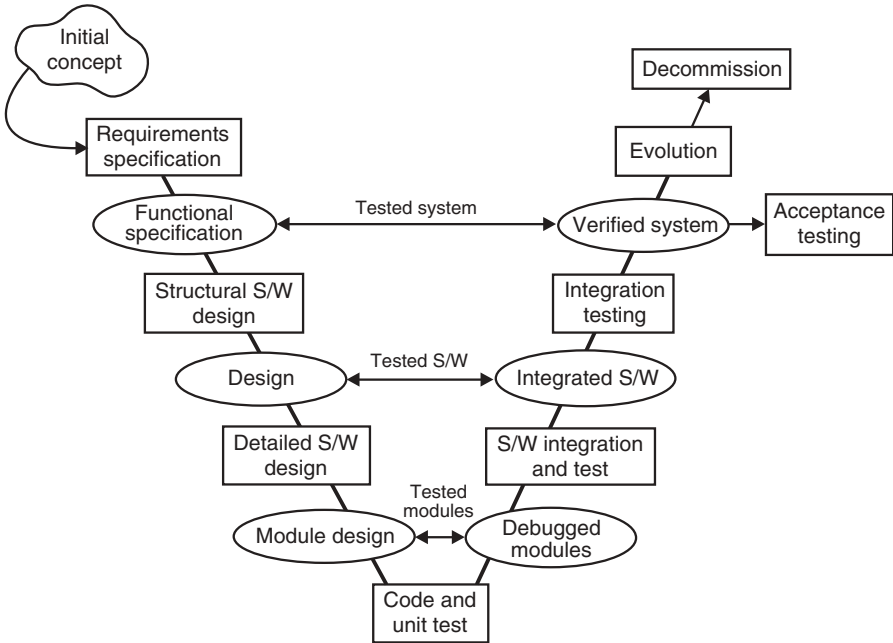 Initial
concept
Decommission
Requirements
specification
Evolution
Functional
specification
Tested system
Verified system
Acceptance
testing
Structural S/W
design
Integration
testing
Design
Tested S/W
Integrated S/W
Detailed S/W
design
S/W integration
and test
Tested
modules
Module design
Debugged
modules
Code and
unit test